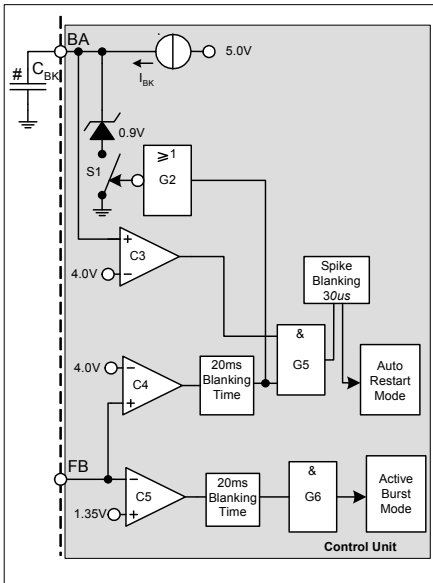 BA
# C_BK
5.0V
I_BK
0.9V
S1
≥1
G2
C3
4.0V
Spike
Blanking
30us
&
G5
4.0V
C4
20ms
Blanking
Time
Auto
Restart
Mode
FB
C5
1.35V
20ms
Blanking
Time
&
G6
Active
Burst
Mode
Control Unit